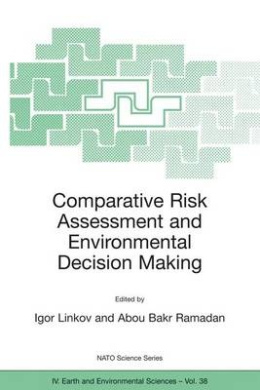 Comparative Risk
Assessment and
Environmental
Decision Making
Edited by
Igor Linkov and Abou Bakr Ramadan
NATO Science Series
IV. Earth and Environmental Sciences – Vol. 38